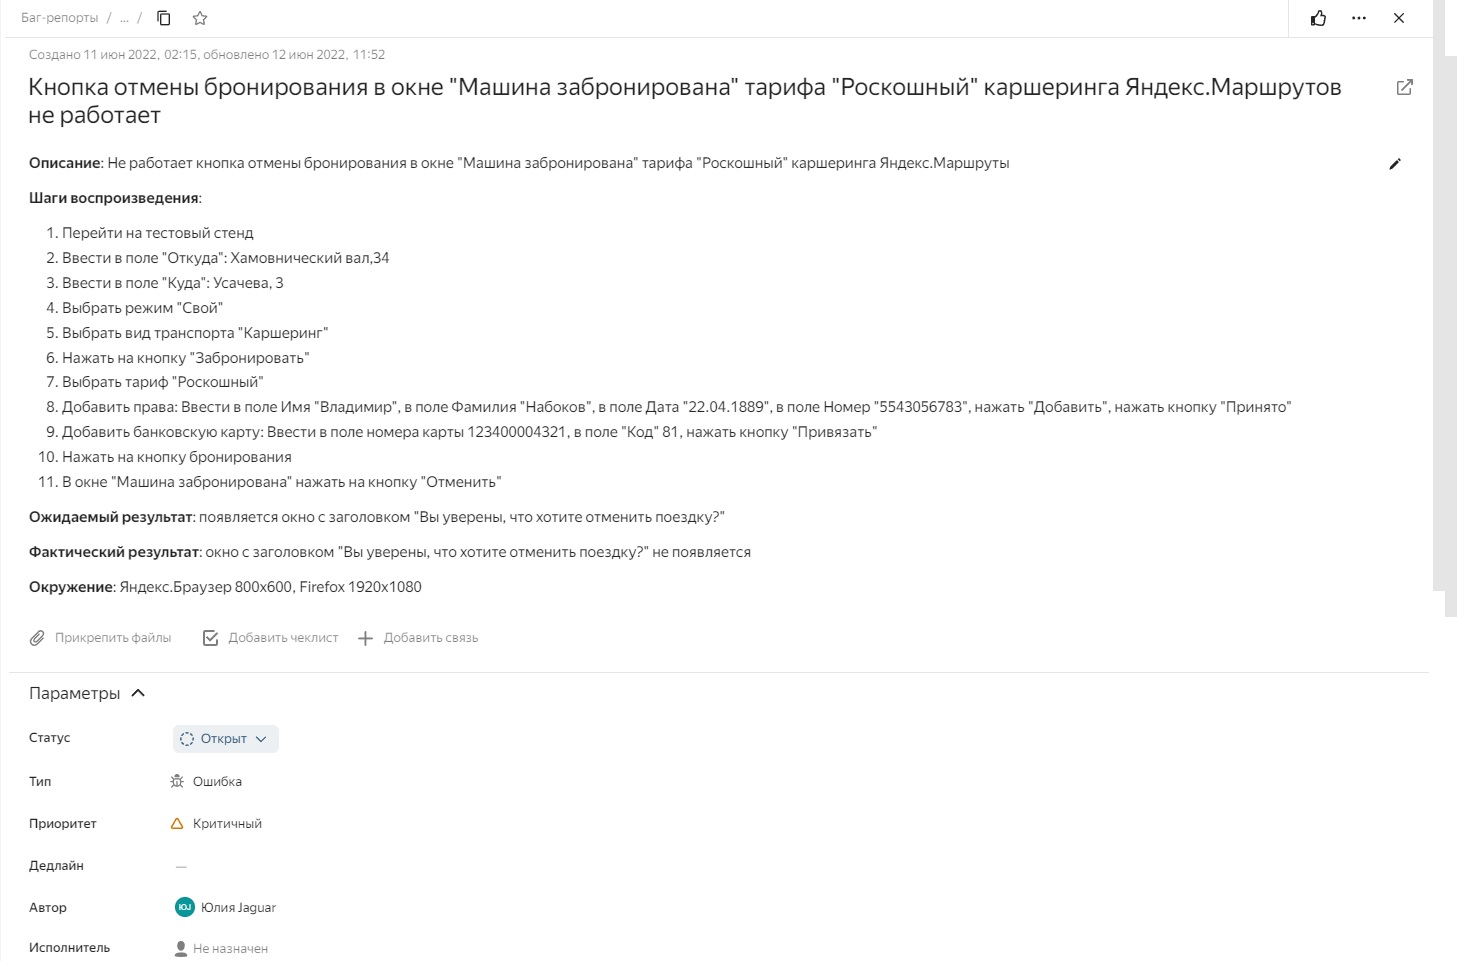 Баг-репорты / ... /
Создано 11 июн 2022, 02:15, обновлено 12 июн 2022, 11:52
Кнопка отмены бронирования в окне "Машина забронирована" тарифа "Роскошный" каршеринга Яндекс.Маршрутов
не работает
Описание: Не работает кнопка отмены бронирования в окне "Машина забронирована" тарифа "Роскошный" каршеринга Яндекс.Маршруты
Шаги воспроизведения:
1. Перейти на тестовый стенд
2. Ввести в поле "Откуда": Хамовнический вал,34
3. Ввести в поле "Куда": Усачева, 3
4. Выбрать режим "Свой"
5. Выбрать вид транспорта "Каршеринг"
6. Нажать на кнопку "Забронировать"
7. Выбрать тариф "Роскошный"
8. Добавить права: Ввести в поле Имя "Владимир", в поле Фамилия "Набоков", в поле Дата "22.04.1889", в поле Номер "5543056783", нажать "Добавить", нажать кнопку "Принято"
9. Добавить банковскую карту: Ввести в поле номера карты 123400004321, в поле "Код" 81, нажать кнопку "Привязать"
10. Нажать на кнопку бронирования
11. В окне "Машина забронирована" нажать на кнопку "Отменить"
Ожидаемый результат: появляется окно с заголовком "Вы уверены, что хотите отменить поездку?"
Фактический результат: окно с заголовком "Вы уверены, что хотите отменить поездку?" не появляется
Окружение: Яндекс.Браузер 800x600, Firefox 1920x1080
Прикрепить файлы Добавить чеклист Добавить связь
Параметры
Статус Открыт
Тип Ошибка
Приоритет Критичный
Дедлайн —
Автор ЮJ Юлия Jaguar
Исполнитель Не назначен